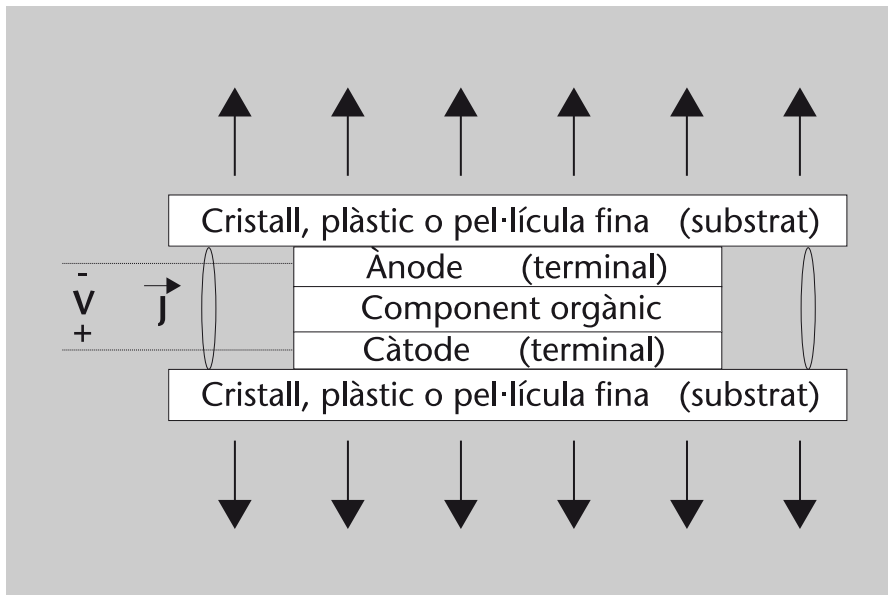 Cristall, plàstic o pel·lícula fina (substrat)
Ànode (terminal)
-
V
+
J
Component orgànic
Càtode (terminal)
Cristall, plàstic o pel·lícula fina (substrat)